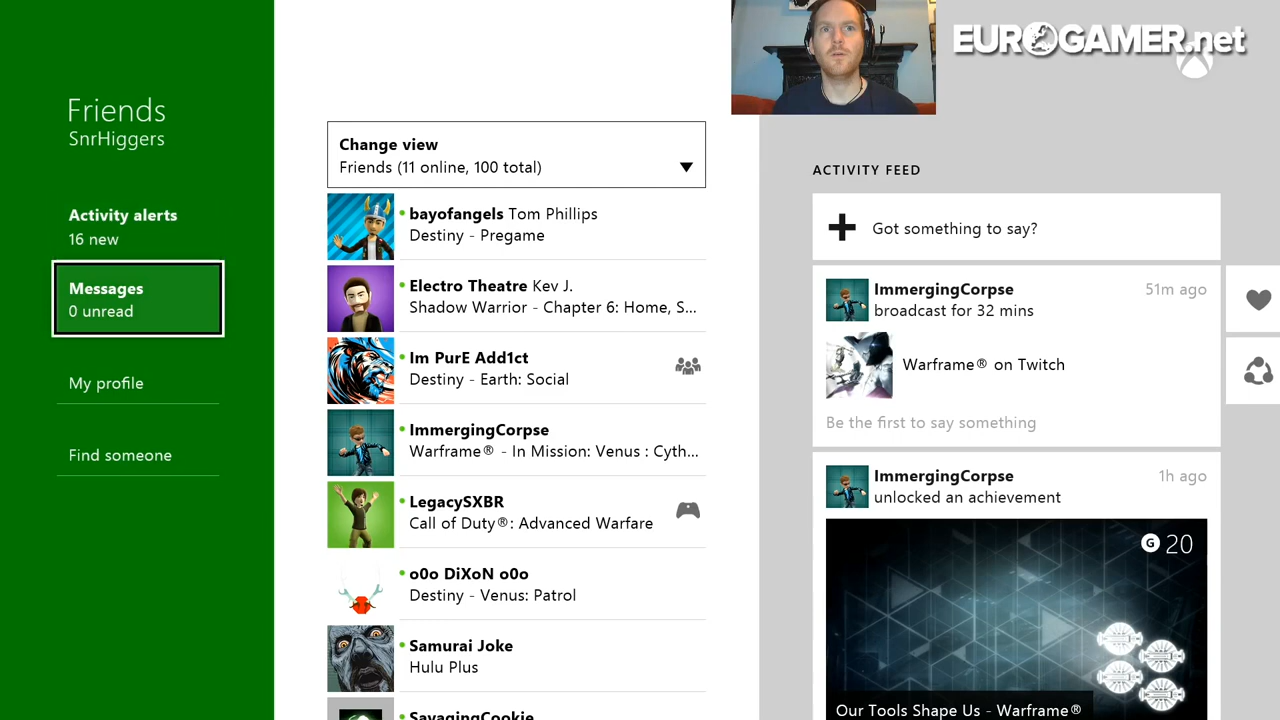 EUROGAMER.net
Friends
SnrHiggers
Activity alerts
16 new
Messages
0 unread
My profile
Find someone
Change view
Friends (11 online, 100 total)
bayofangels Tom Phillips
Destiny - Pregame
Electro Theatre Kev J.
Shadow Warrior - Chapter 6: Home, S...
Im PurE Add1ct
Destiny - Earth: Social
ImmergingCorpse
Warframe® - In Mission: Venus : Cyth...
LegacySXBR
Call of Duty®: Advanced Warfare
o0o DiXoN o0o
Destiny - Venus: Patrol
Samurai Joke
Hulu Plus
SavagingCookie
ACTIVITY FEED
Got something to say?
ImmergingCorpse 51m ago
broadcast for 32 mins
Warframe® on Twitch
Be the first to say something
ImmergingCorpse 1h ago
unlocked an achievement
G 20
Our Tools Shape Us - Warframe®